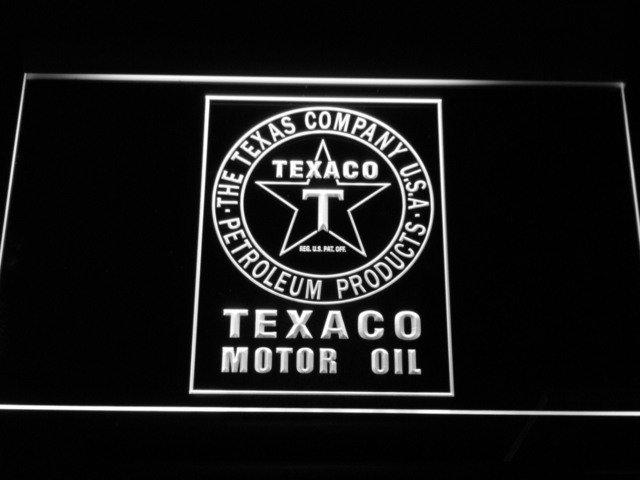 · THE TEXAS COMPANY U.S.A ·
TEXACO
T
REG. U.S. PAT. OFF.
PETROLEUM PRODUCTS
TEXACO
MOTOR OIL